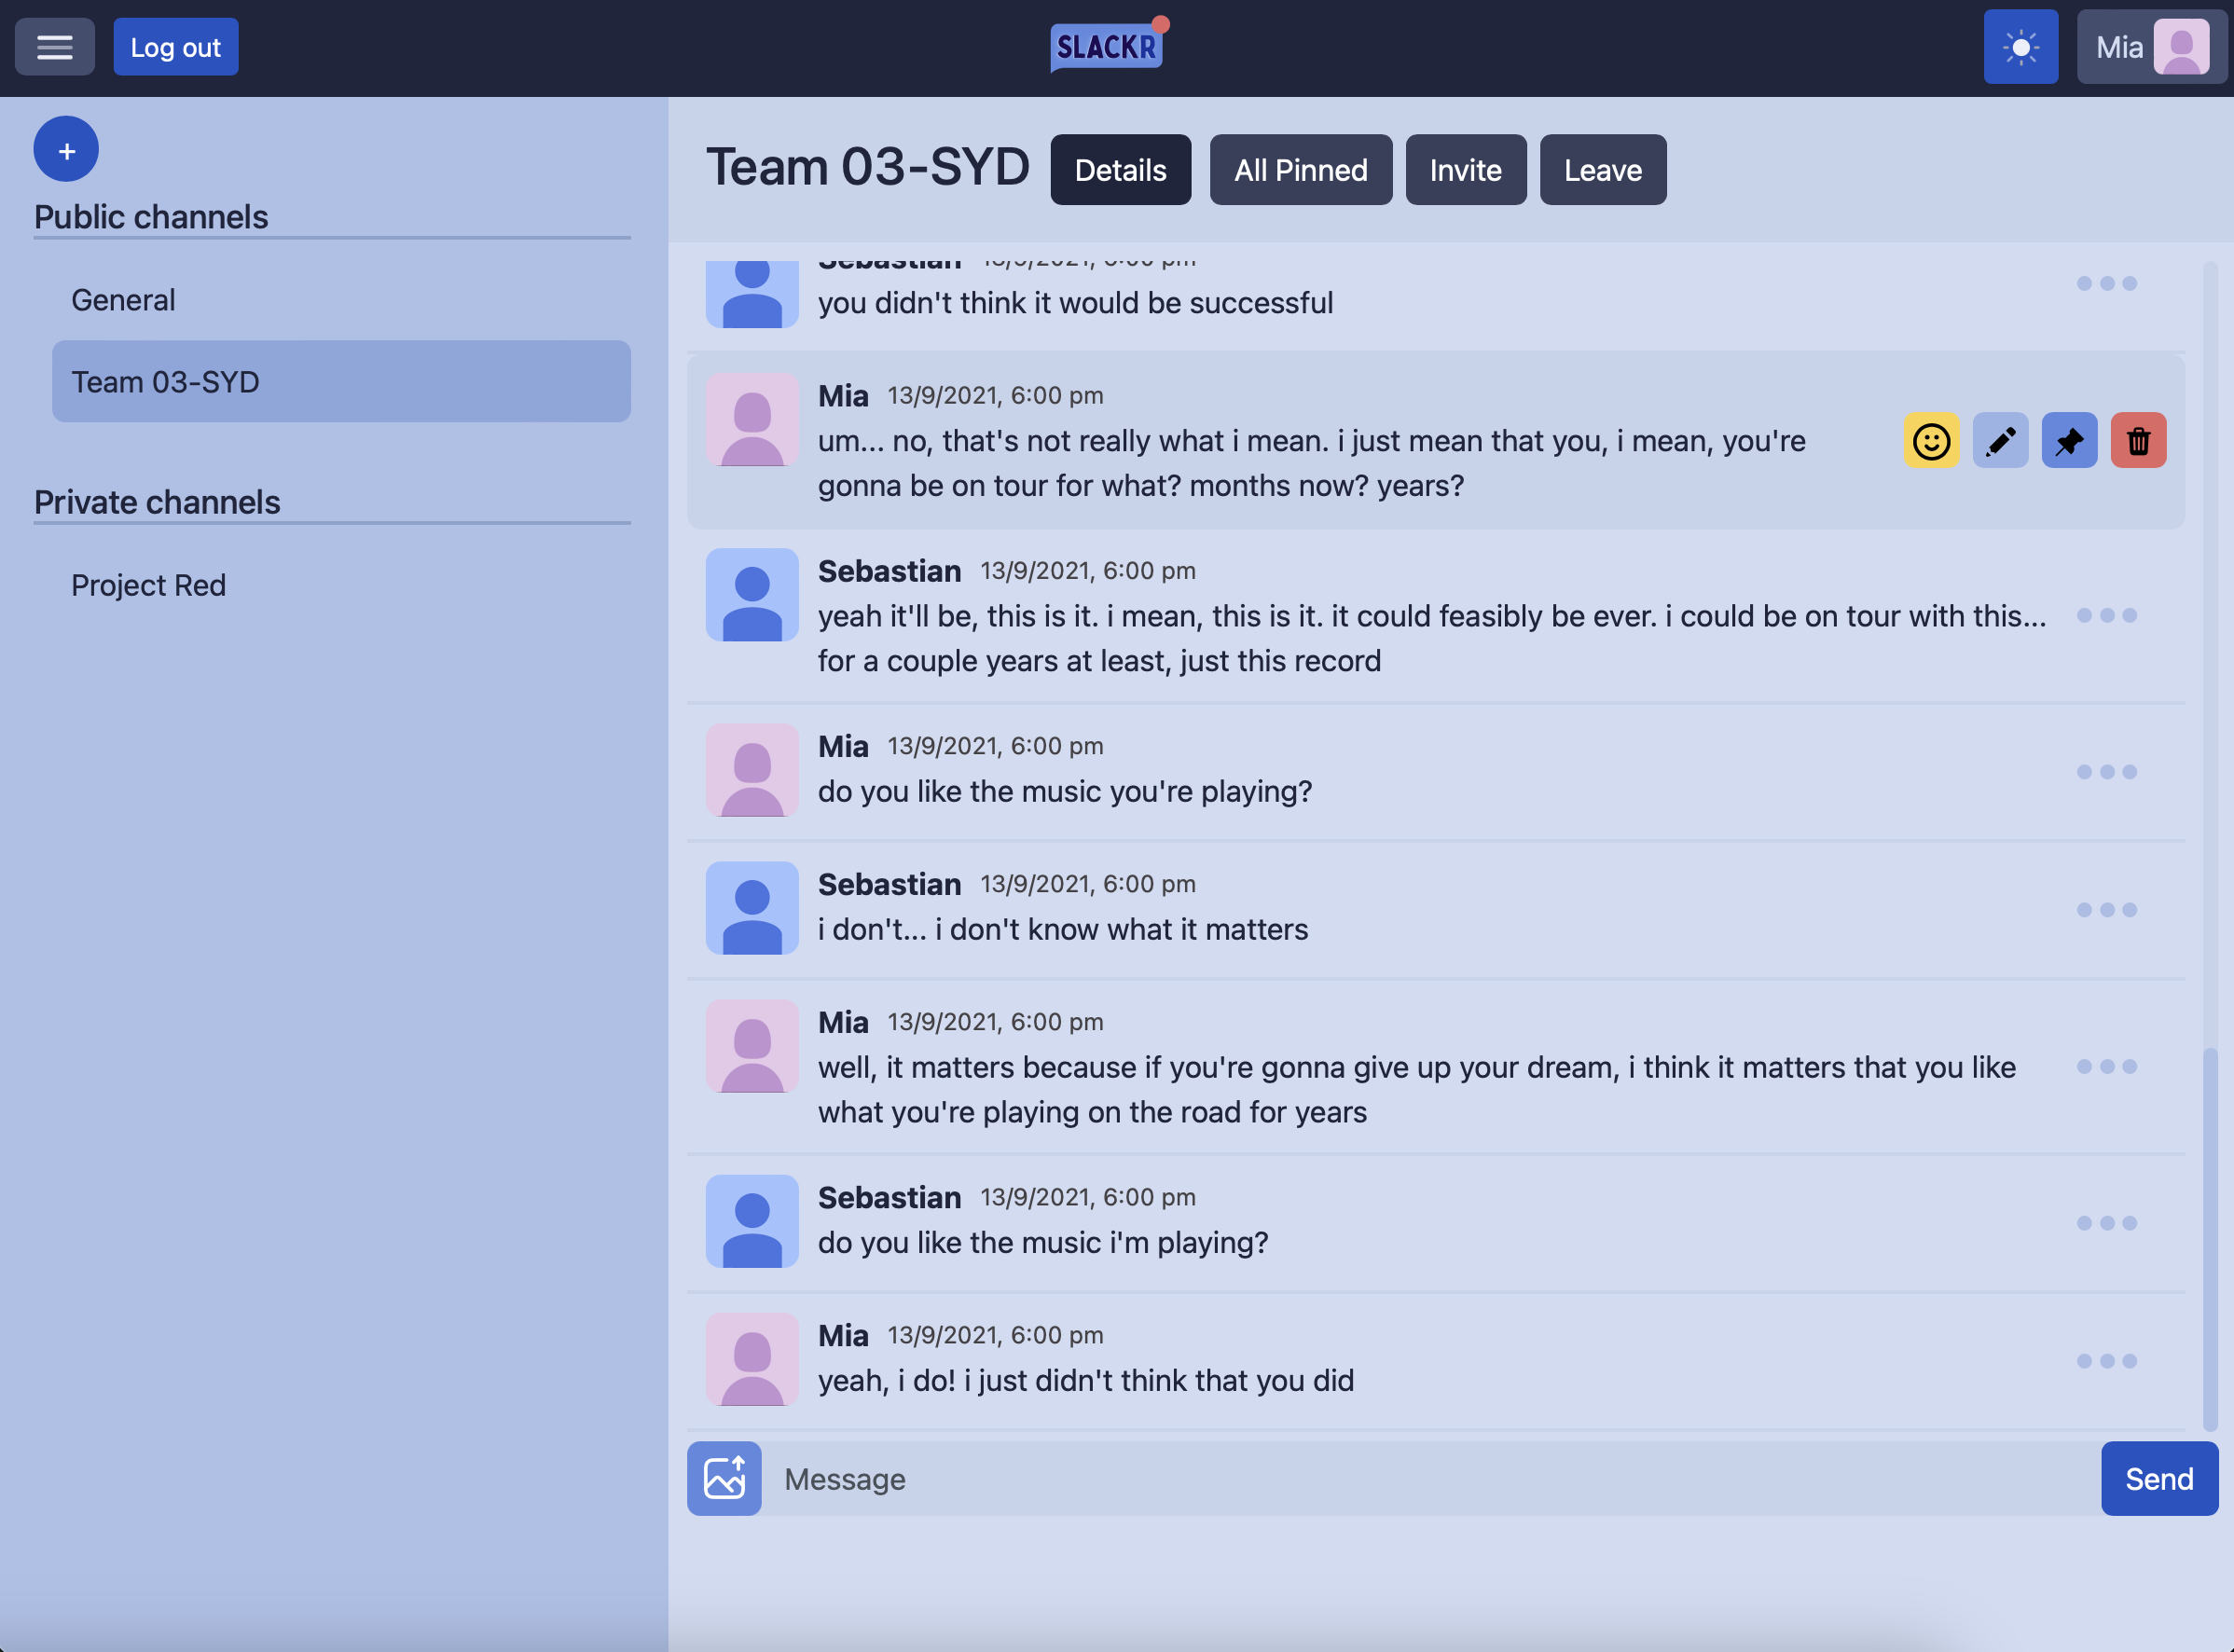 Log out
SLACKR
Mia
+
Public channels
General
Team 03-SYD
Private channels
Project Red
Team 03-SYD
Details
All Pinned
Invite
Leave
Sebastian 13/9/2021, 6:00 pm
you didn't think it would be successful
Mia 13/9/2021, 6:00 pm
um... no, that's not really what i mean. i just mean that you, i mean, you're
gonna be on tour for what? months now? years?
Sebastian 13/9/2021, 6:00 pm
yeah it'll be, this is it. i mean, this is it. it could feasibly be ever. i could be on tour with this...
for a couple years at least, just this record
Mia 13/9/2021, 6:00 pm
do you like the music you're playing?
Sebastian 13/9/2021, 6:00 pm
i don't... i don't know what it matters
Mia 13/9/2021, 6:00 pm
well, it matters because if you're gonna give up your dream, i think it matters that you like
what you're playing on the road for years
Sebastian 13/9/2021, 6:00 pm
do you like the music i'm playing?
Mia 13/9/2021, 6:00 pm
yeah, i do! i just didn't think that you did
Message
Send